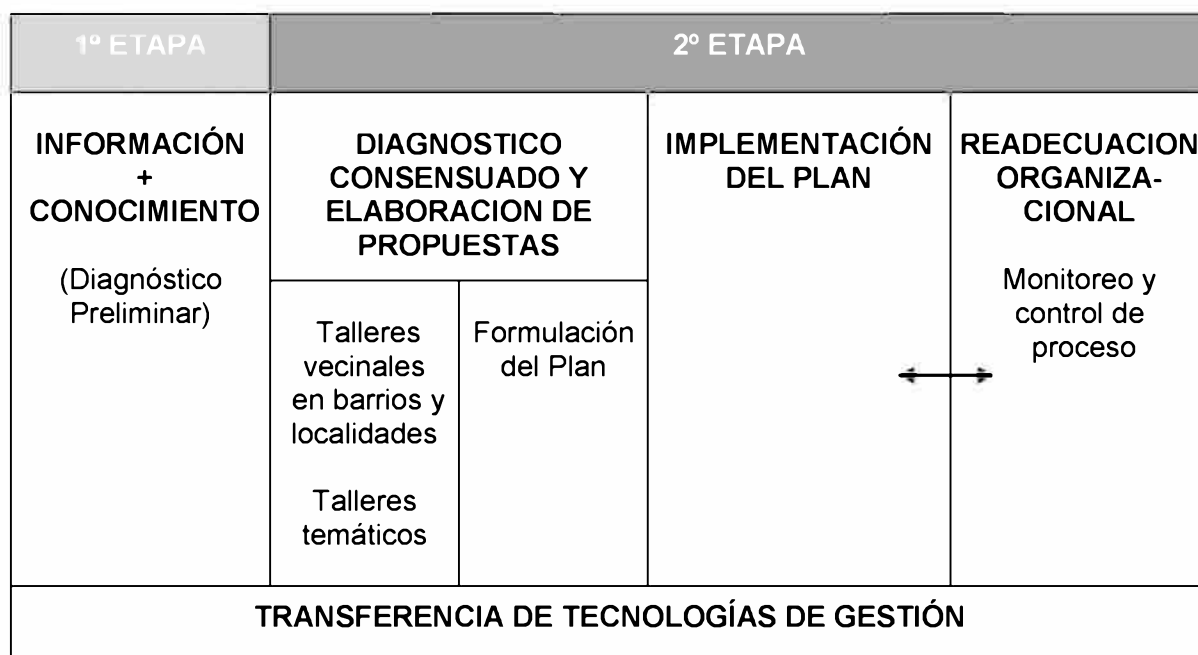 1º ETAPA
2º ETAPA
INFORMACIÓN
+
CONOCIMIENTO
(Diagnóstico
Preliminar)
DIAGNOSTICO
CONSENSUADO Y
ELABORACION DE
PROPUESTAS
Talleres
vecinales
en barrios y
localidades
Talleres
temáticos
Formulación
del Plan
IMPLEMENTACIÓN
DEL PLAN
READECUACION
ORGANIZA-
CIONAL
Monitoreo y
control de
proceso
TRANSFERENCIA DE TECNOLOGÍAS DE GESTIÓN